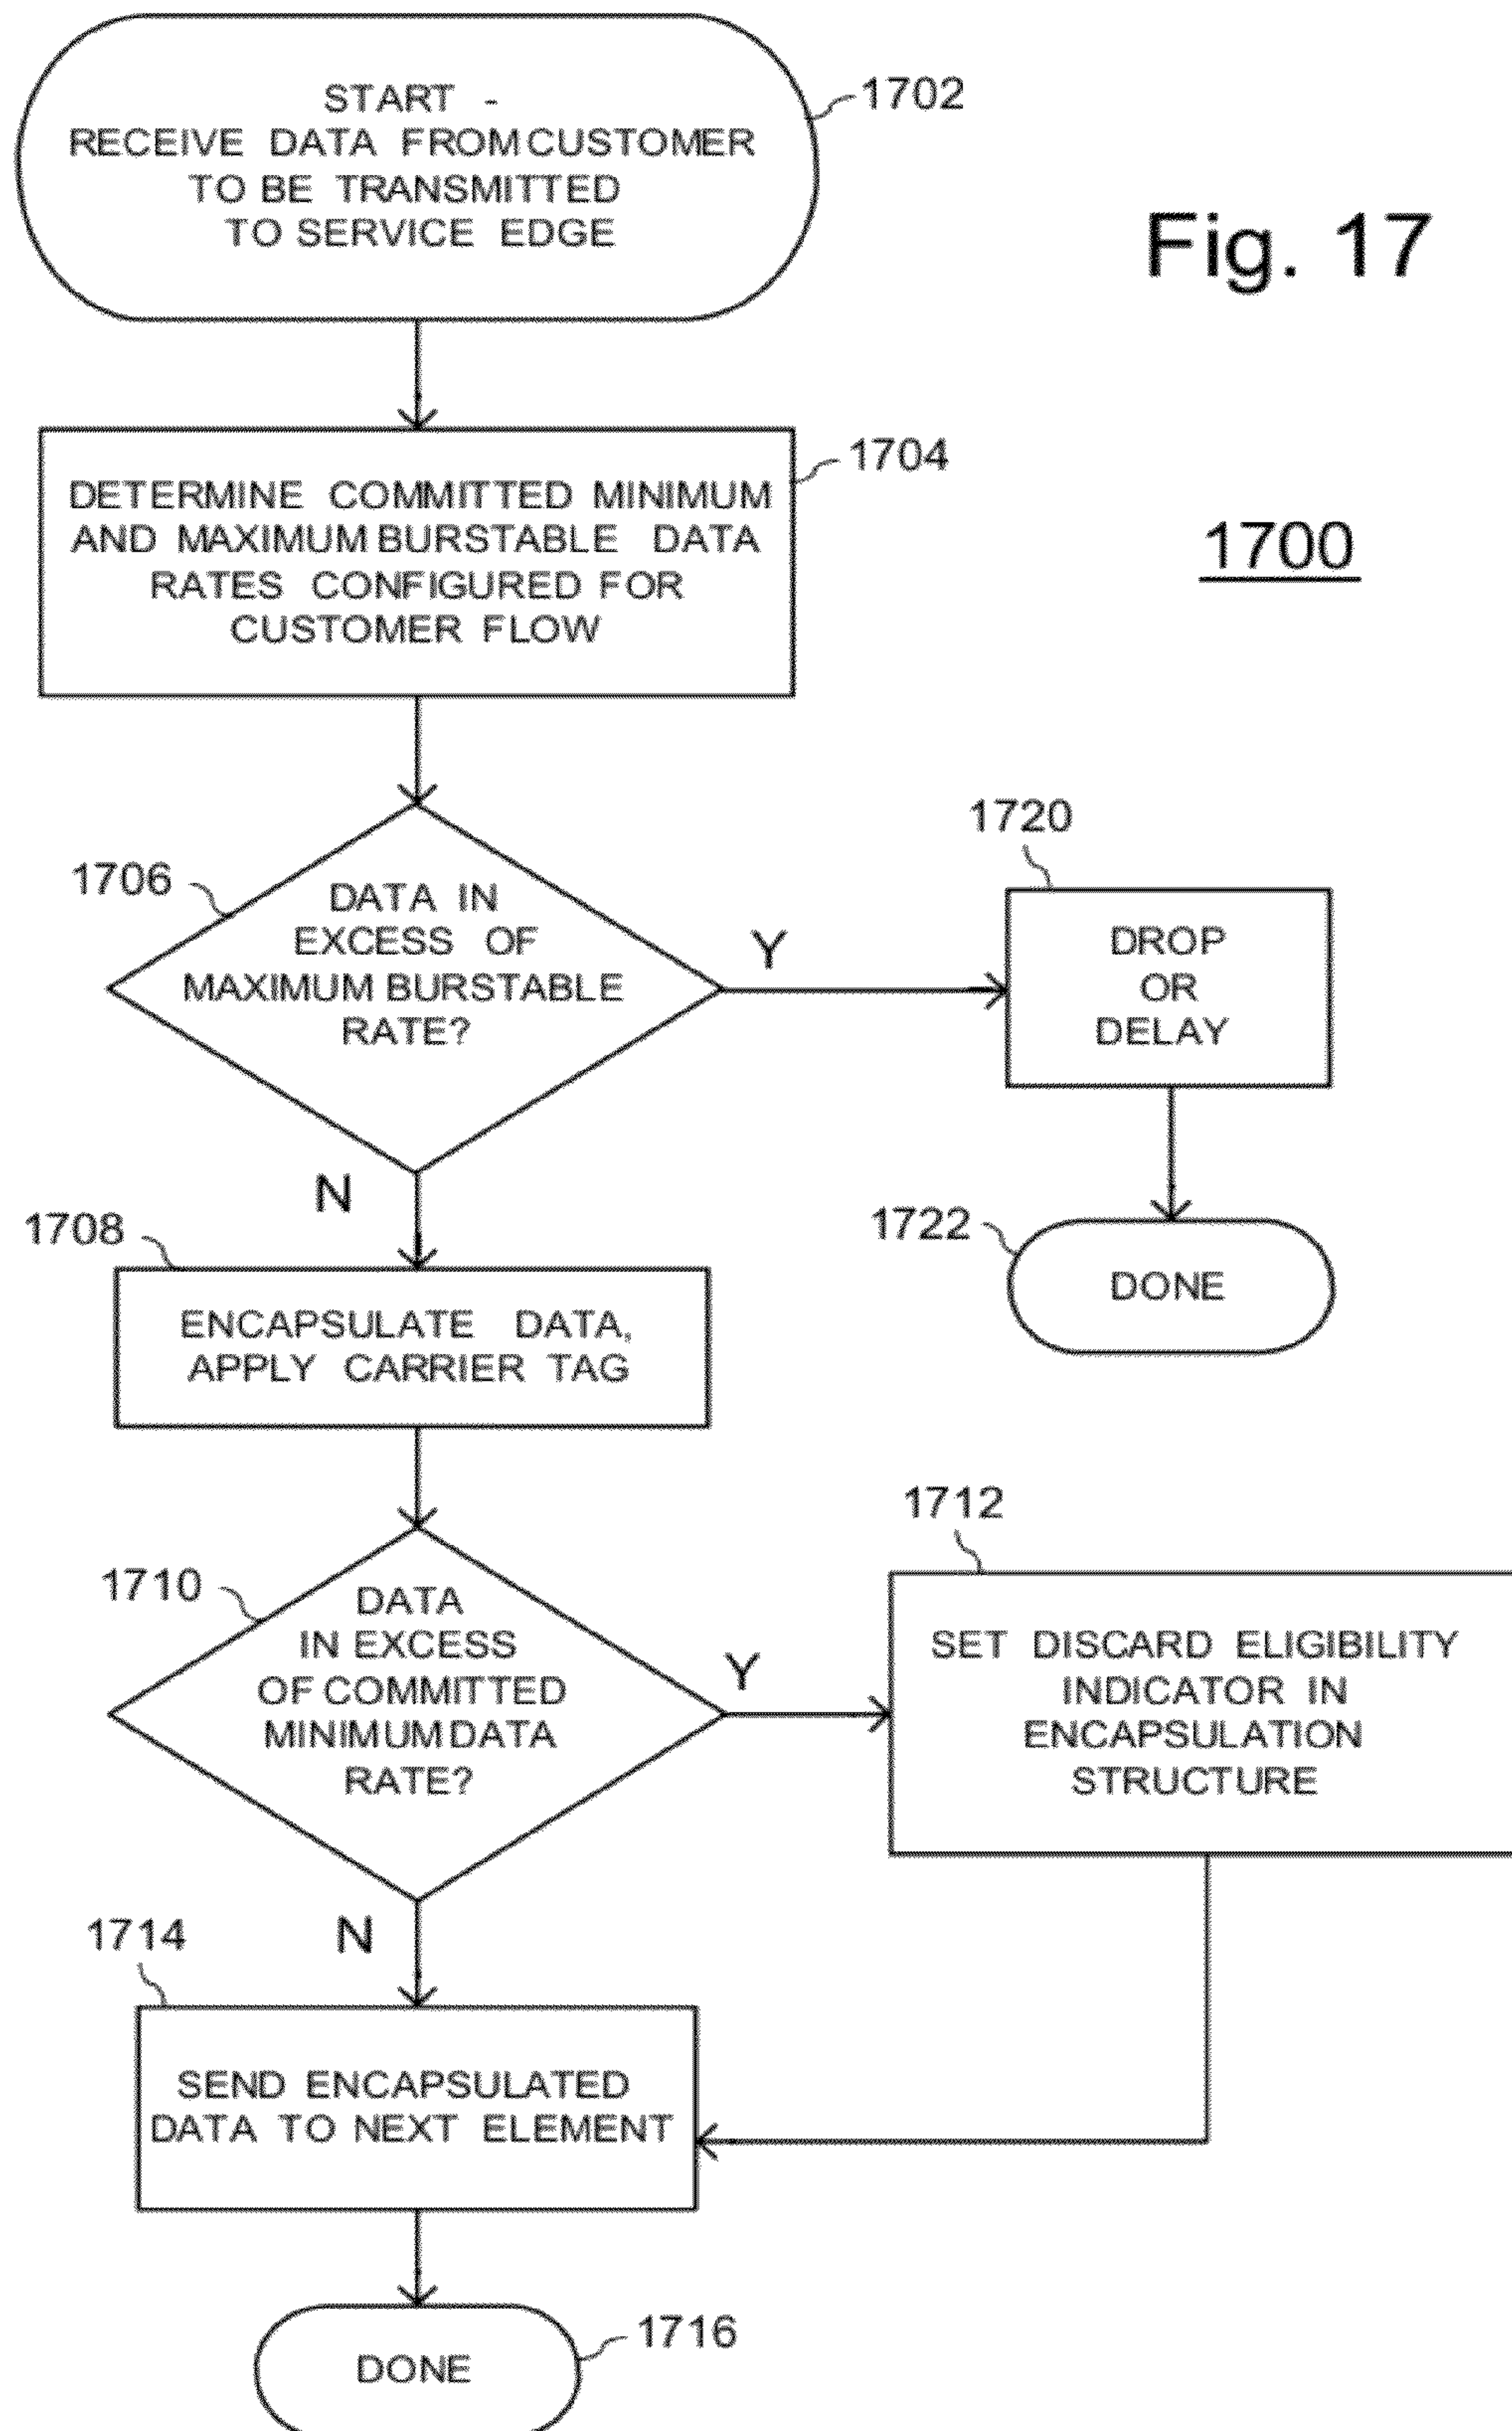 START -
RECEIVE DATA FROM CUSTOMER
TO BE TRANSMITTED
TO SERVICE EDGE
1702
Fig. 17
1704
DETERMINE COMMITTED MINIMUM
AND MAXIMUM BURSTABLE DATA
RATES CONFIGURED FOR
CUSTOMER FLOW
1700
1706
DATA IN
EXCESS OF
MAXIMUM BURSTABLE
RATE?
Y
1720
DROP
OR
DELAY
N
1722
DONE
1708
ENCAPSULATE DATA,
APPLY CARRIER TAG
1710
DATA
IN EXCESS
OF COMMITTED
MINIMUM DATA
RATE?
Y
1712
SET DISCARD ELIGIBILITY
INDICATOR IN
ENCAPSULATION
STRUCTURE
N
1714
SEND ENCAPSULATED
DATA TO NEXT ELEMENT
1716
DONE